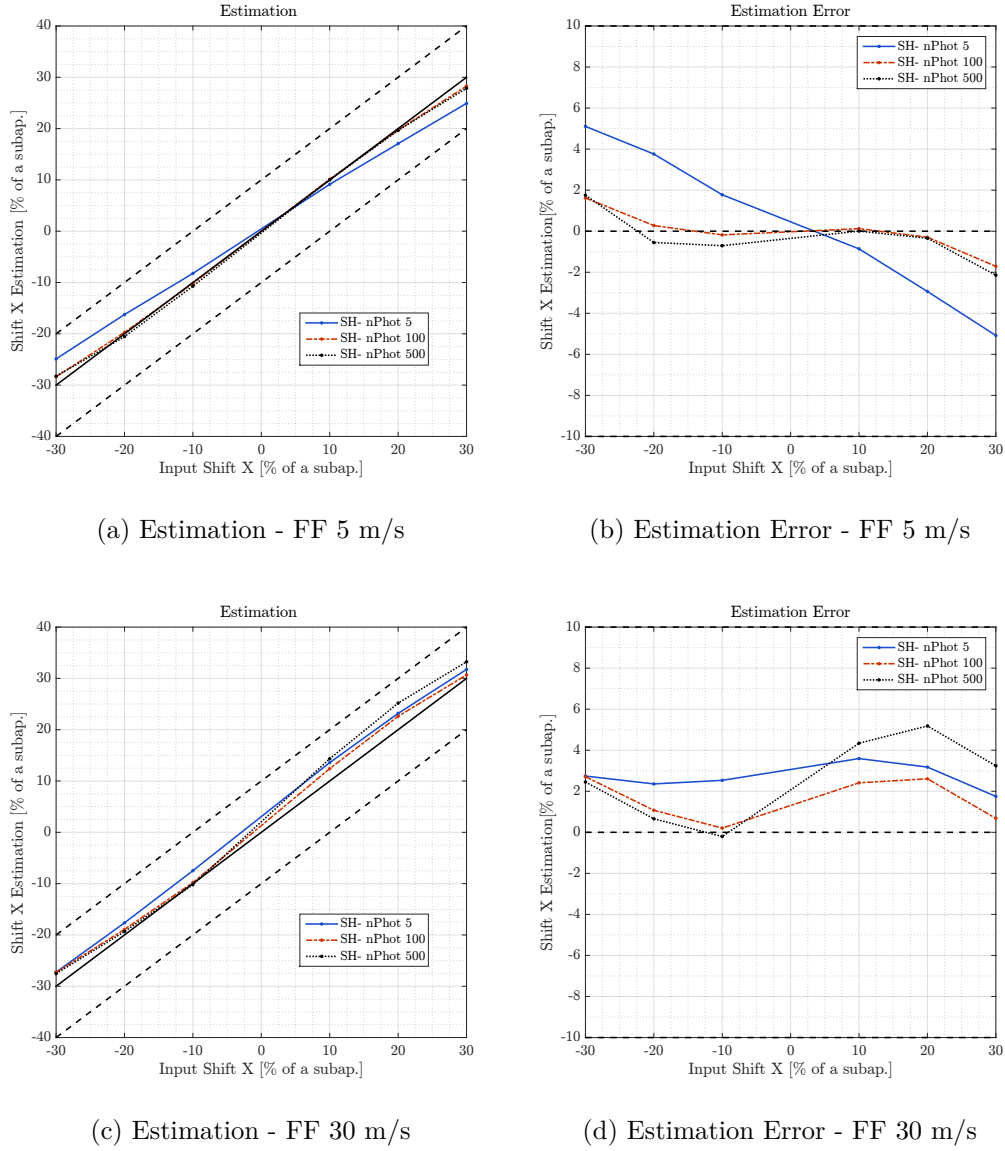 Estimation
40
30
20
10
0
-10
-20
-30
-40
Shift X Estimation [% of a subap.]
SH- nPhot 5
SH- nPhot 100
SH- nPhot 500
-30 -20 -10 0 10 20 30
Input Shift X [% of a subap.]
(a) Estimation - FF 5 m/s
Estimation Error
10
8
6
4
2
0
-2
-4
-6
-8
-10
Shift X Estimation[% of a subap.]
SH- nPhot 5
SH- nPhot 100
SH- nPhot 500
-30 -20 -10 0 10 20 30
Input Shift X [% of a subap.]
(b) Estimation Error - FF 5 m/s
Estimation
40
30
20
10
0
-10
-20
-30
-40
Shift X Estimation [% of a subap.]
SH- nPhot 5
SH- nPhot 100
SH- nPhot 500
-30 -20 -10 0 10 20 30
Input Shift X [% of a subap.]
(c) Estimation - FF 30 m/s
Estimation Error
10
8
6
4
2
0
-2
-4
-6
-8
-10
Shift X Estimation[% of a subap.]
SH- nPhot 5
SH- nPhot 100
SH- nPhot 500
-30 -20 -10 0 10 20 30
Input Shift X [% of a subap.]
(d) Estimation Error - FF 30 m/s